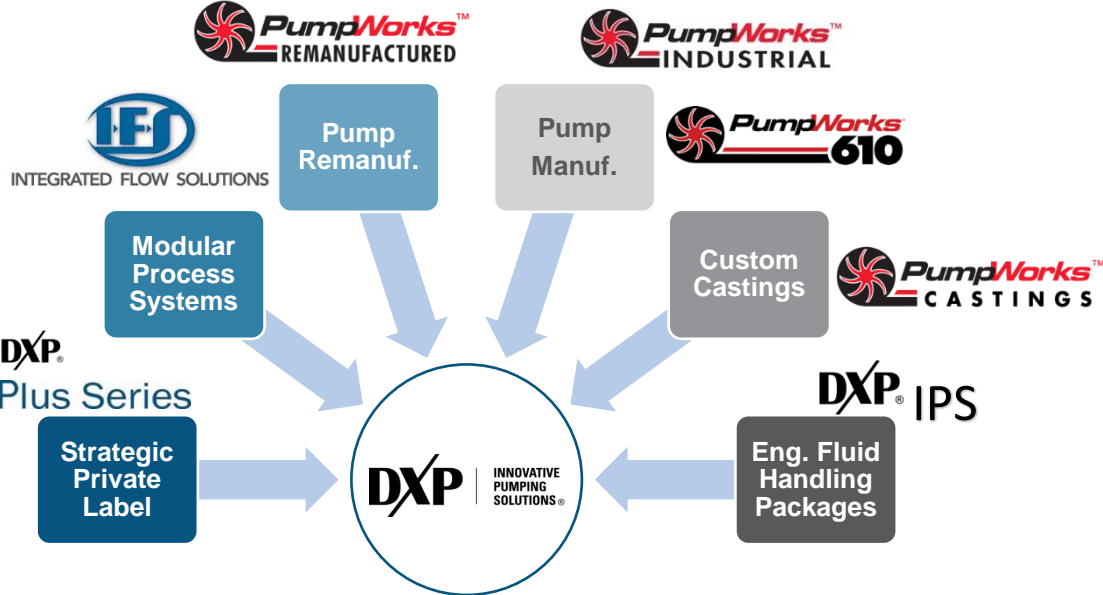 PumpWorks™
REMANUFACTURED
PumpWorks™
INDUSTRIAL
IFS
INTEGRATED FLOW SOLUTIONS
Pump
Remanuf.
Pump
Manuf.
PumpWorks
610
Modular
Process
Systems
Custom
Castings
PumpWorks™
CASTINGS
DXP®
Plus Series
Strategic
Private
Label
DXP | INNOVATIVE
PUMPING
SOLUTIONS®
DXP® IPS
Eng. Fluid
Handling
Packages